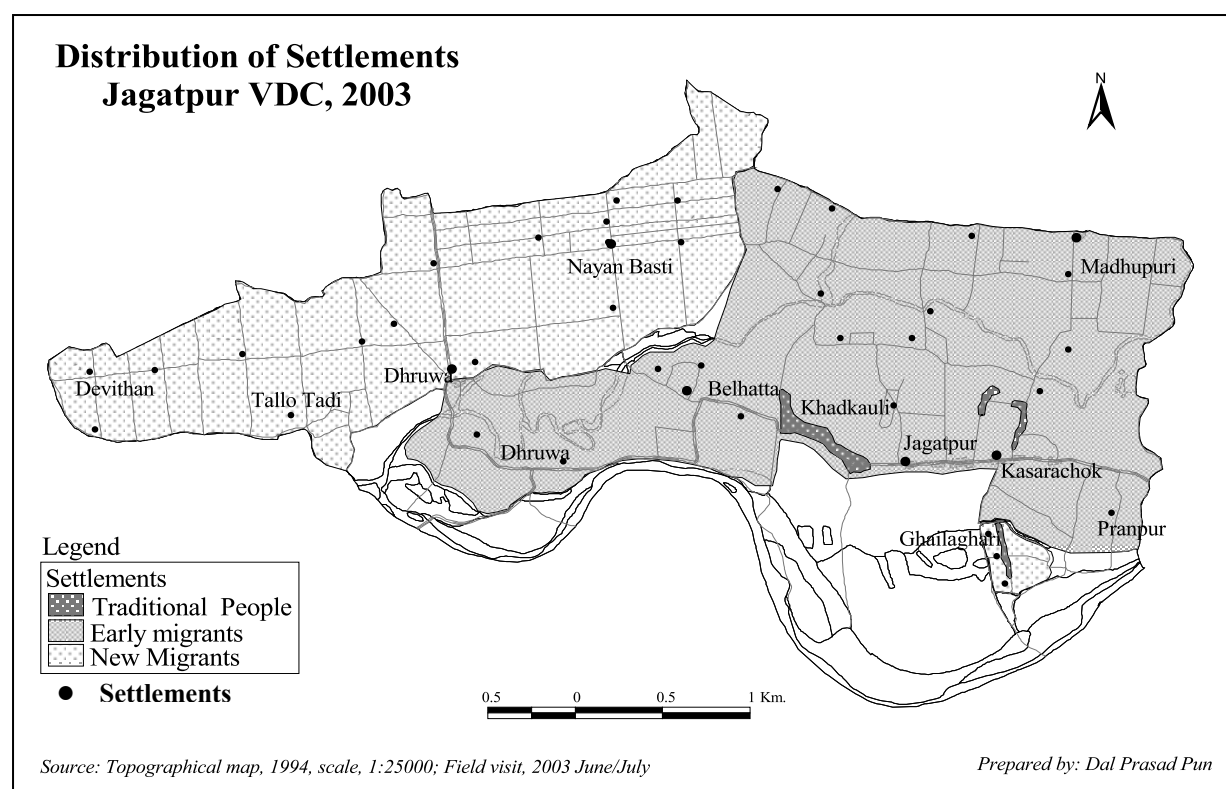 Distribution of Settlements
Jagatpur VDC, 2003
N
Nayan Basti
Madhupuri
Devithan
Dhruwa
Tallo Tadi
Belhatta
Khadkauli
Dhruwa
Jagatpur
Kasarachok
Pranpur
Ghailaghari
Legend
Settlements
Traditional People
Early migrants
New Migrants
Settlements
0.5 0 0.5 1 Km.
Source: Topographical map, 1994, scale, 1:25000; Field visit, 2003 June/July
Prepared by: Dal Prasad Pun